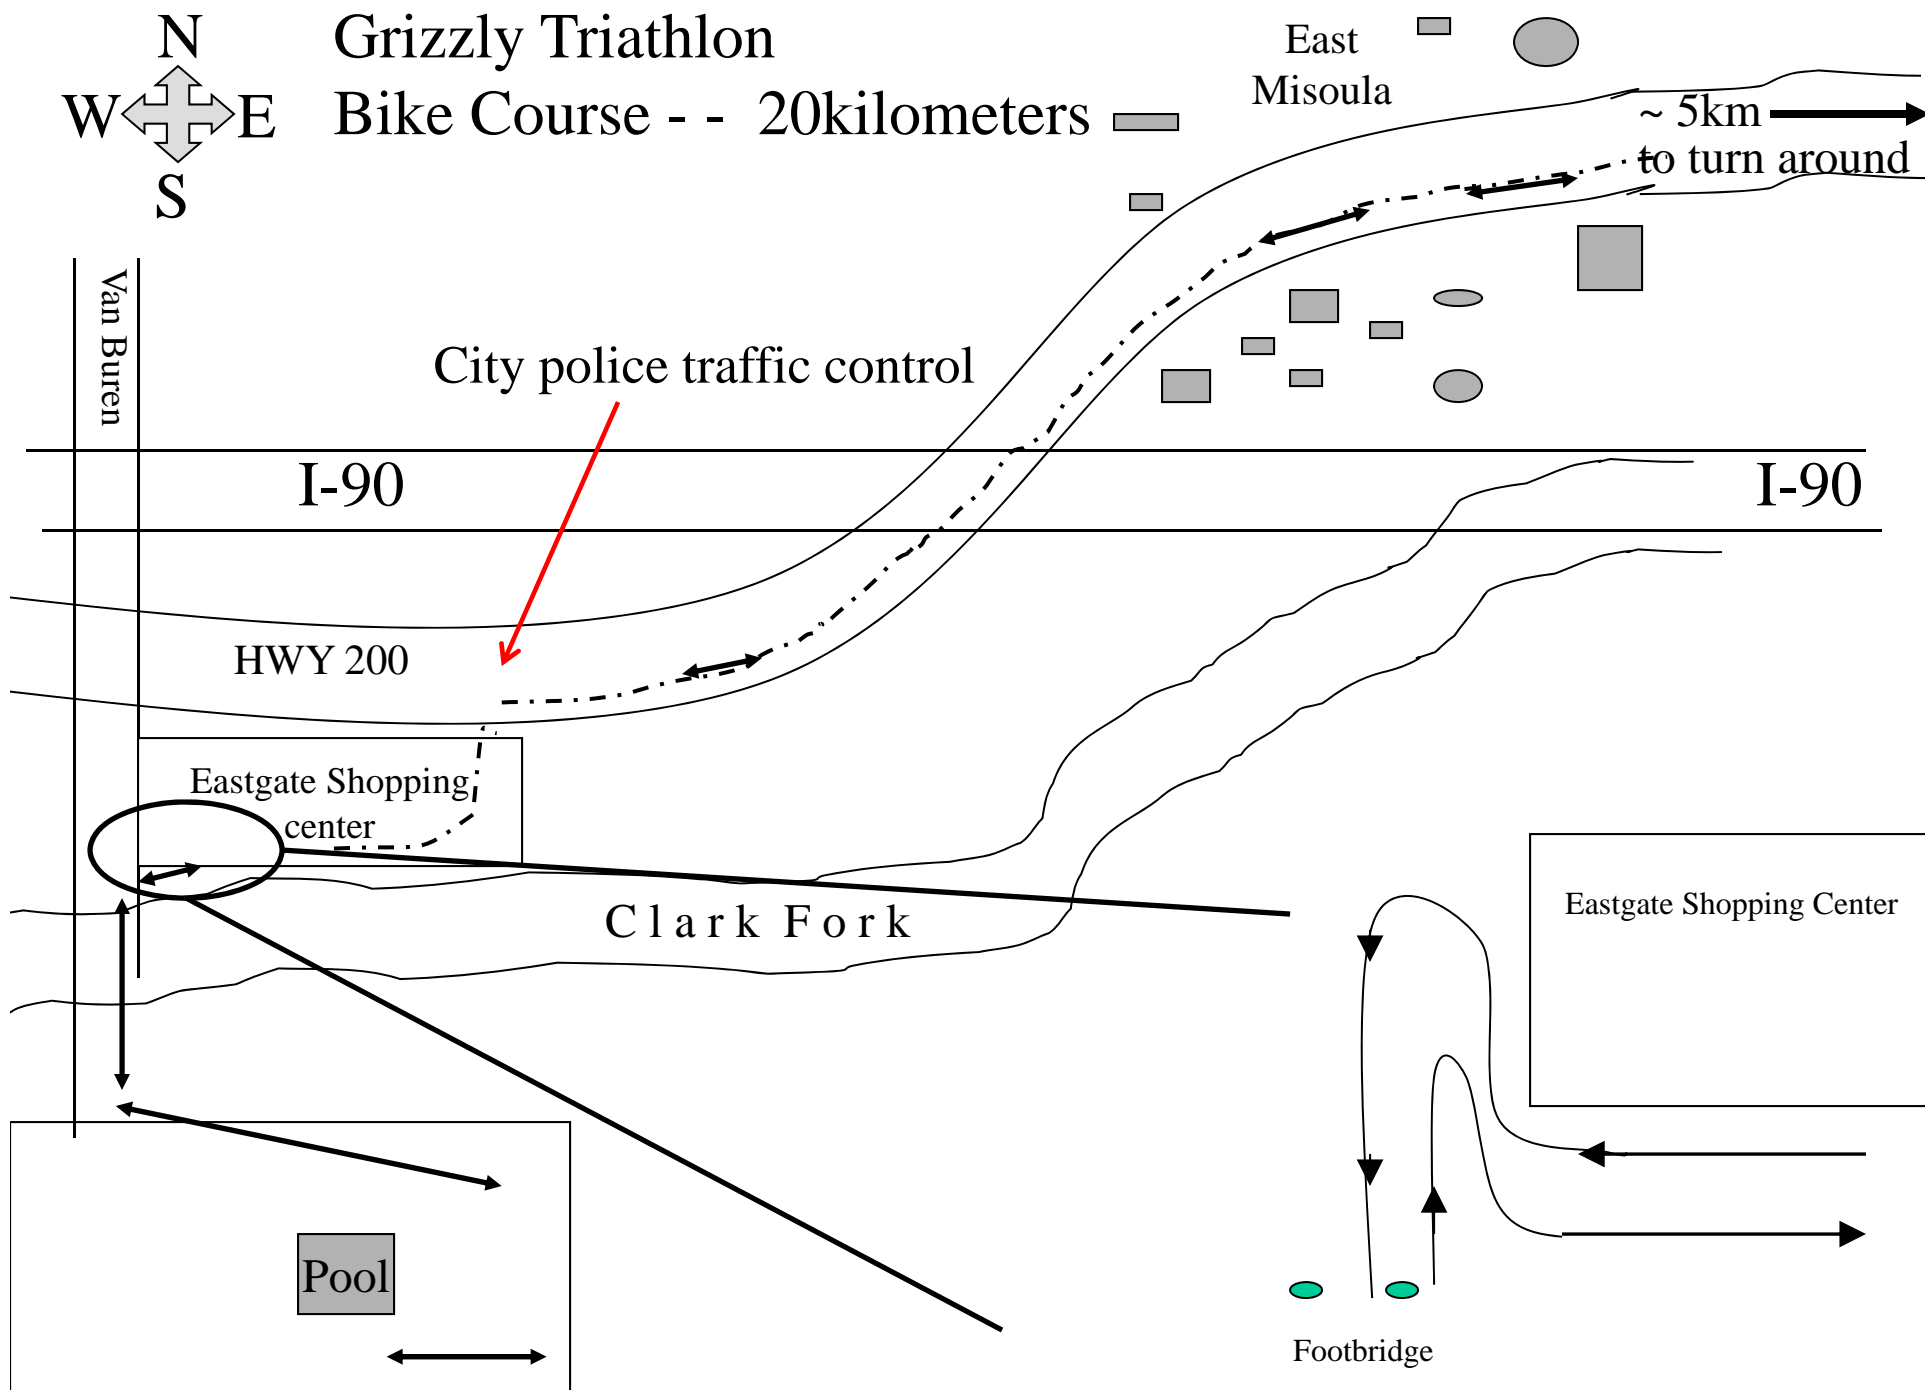 N
W E
S
Grizzly Triathlon
Bike Course - - 20kilometers
East
Misoula
~ 5km
to turn around
Van Buren
City police traffic control
I-90
I-90
HWY 200
Eastgate Shopping
center
Clark Fork
Eastgate Shopping Center
Pool
Footbridge